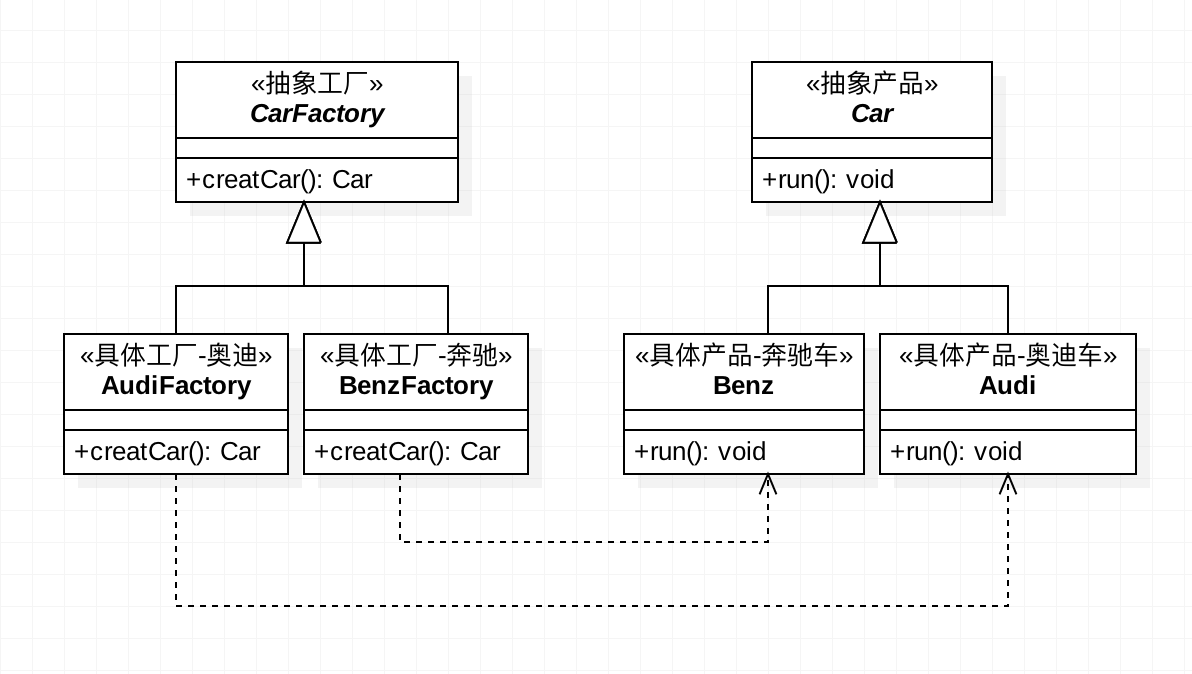 «抽象工厂»
CarFactory
+creatCar(): Car
«抽象产品»
Car
+run(): void
«具体工厂-奥迪»
AudiFactory
+creatCar(): Car
«具体工厂-奔驰»
BenzFactory
+creatCar(): Car
«具体产品-奔驰车»
Benz
+run(): void
«具体产品-奥迪车»
Audi
+run(): void